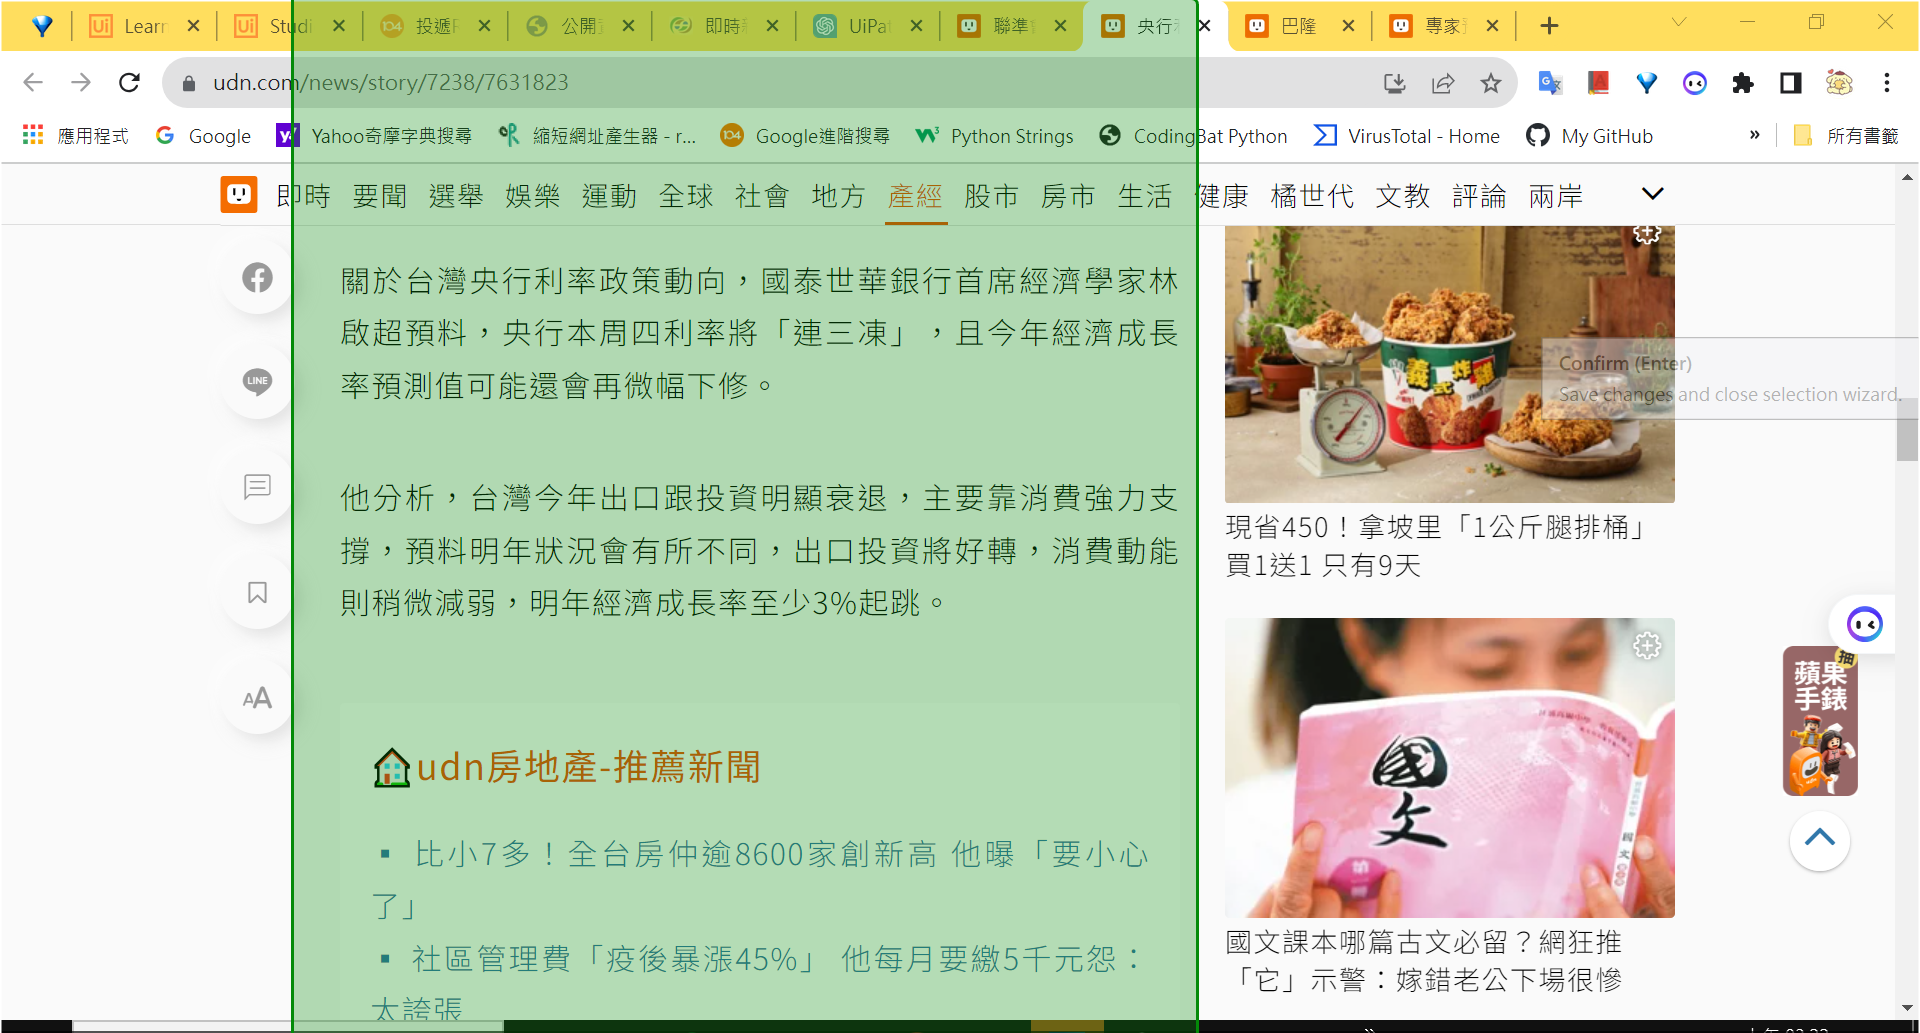 Learn
Studi
投遞
公開
即時
UiPa
聯準
央行
巴隆
專家
udn.com/news/story/7238/7631823
應用程式
Google
Yahoo奇摩字典搜尋
縮短網址產生器 - r...
Google進階搜尋
Python Strings
CodingBat Python
VirusTotal - Home
My GitHub
»
所有書籤
即時 要聞 選舉 娛樂 運動 全球 社會 地方 產經 股市 房市 生活 健康 橘世代 文教 評論 兩岸
關於台灣央行利率政策動向，國泰世華銀行首席經濟學家林
啟超預料，央行本周四利率將「連三凍」，且今年經濟成長
率預測值可能還會再微幅下修。
他分析，台灣今年出口跟投資明顯衰退，主要靠消費強力支
撐，預料明年狀況會有所不同，出口投資將好轉，消費動能
則稍微減弱，明年經濟成長率至少3%起跳。
LINE
AA
udn房地產-推薦新聞
▪ 比小7多！全台房仲逾8600家創新高 他曝「要小心
了」
▪ 社區管理費「疫後暴漲45%」 他每月要繳5千元怨：
太誇張
義式炸雞
Confirm (Enter)
Save changes and close selection wizard.
現省450！拿坡里「1公斤腿排桶」
買1送1 只有9天
國文
國文
國文課本哪篇古文必留？網狂推
「它」示警：嫁錯老公下場很慘
抽
蘋果
手錶